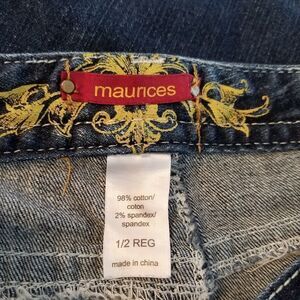 maurices
98% cotton/
coton
2% spandex/
spandex
1/2 REG
made in china